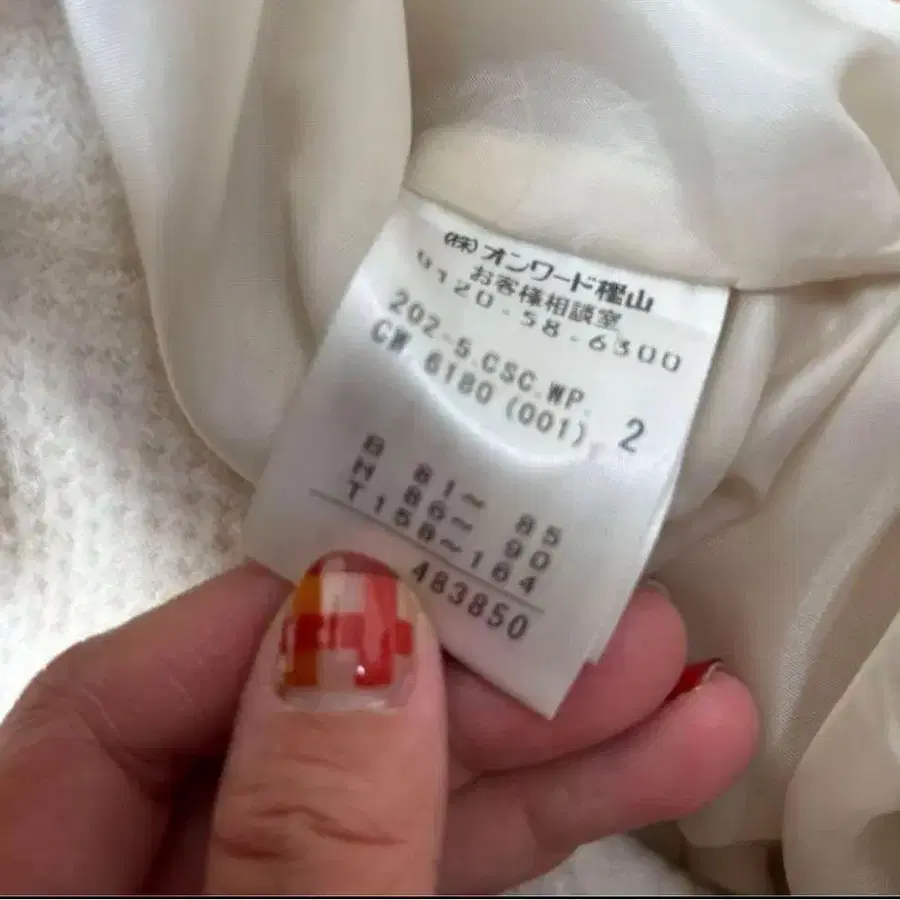 (株)オンワード樫山
お客様相談室
0120-58-6300
202-5.CSC.WP.
CW 6180 (001) 2
B 81~ 85
H 86~ 90
T 158~164
483850